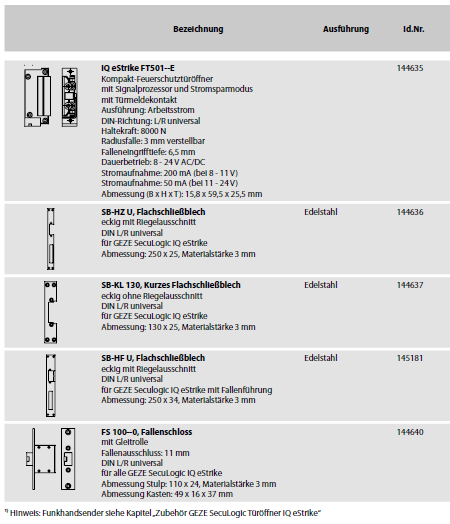 Bezeichnung Ausführung Id.Nr.
IQ eStrike FT501--E 144635
Kompakt-Feuerschutztüröffner
mit Signalprozessor und Stromsparmodus
mit Türmeldekontakt
Ausführung: Arbeitsstrom
DIN-Richtung: L/R universal
Haltekraft: 8000 N
Radiusfalle: 3 mm verstellbar
Falleneingrifftiefe: 6,5 mm
Dauerbetrieb: 8 - 24 V AC/DC
Stromaufnahme: 200 mA (bei 8 - 11 V)
Stromaufnahme: 50 mA (bei 11 - 24 V)
Abmessung (B x H x T): 15,8 x 59,5 x 25,5 mm
SB-HZ U, Flachschließblech Edelstahl 144636
eckig mit Riegelausschnitt
DIN L/R universal
für GEZE SecuLogic IQ eStrike
Abmessung: 250 x 25, Materialstärke 3 mm
SB-KL 130, Kurzes Flachschließblech Edelstahl 144637
eckig ohne Riegelausschnitt
DIN L/R universal
für GEZE SecuLogic IQ eStrike
Abmessung: 130 x 25, Materialstärke 3 mm
SB-HF U, Flachschließblech Edelstahl 145181
eckig mit Riegelausschnitt
DIN L/R universal
für GEZE Seculogic IQ eStrike mit Fallenführung
Abmessung: 250 x 34, Materialstärke 3 mm
FS 100--0, Fallenschloss 144640
mit Gleitrolle
Fallenausschluss: 11 mm
DIN L/R universal
für alle GEZE SecuLogic IQ eStrike
Abmessung Stulp: 110 x 24, Materialstärke 3 mm
Abmessung Kasten: 49 x 16 x 37 mm
¹⁾ Hinweis: Funkhandsender siehe Kapitel „Zubehör GEZE SecuLogic Türöffner IQ eStrike“